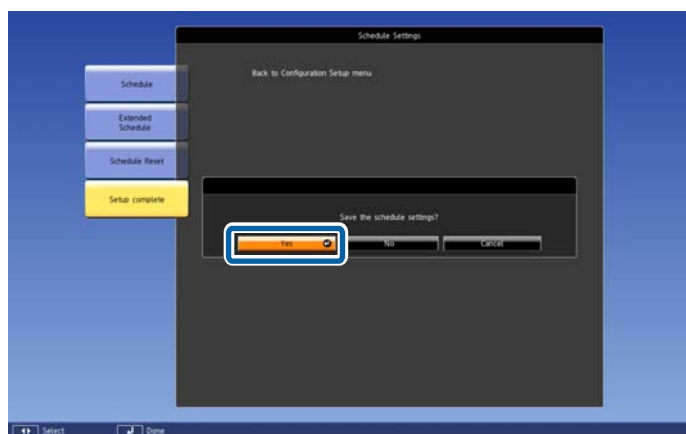 Schedule Settings
Back to Configuration Setup menu
Schedule
Extended
Schedule
Schedule Reset
Setup complete
Save the schedule settings?
Yes
No
Cancel
Select
Done